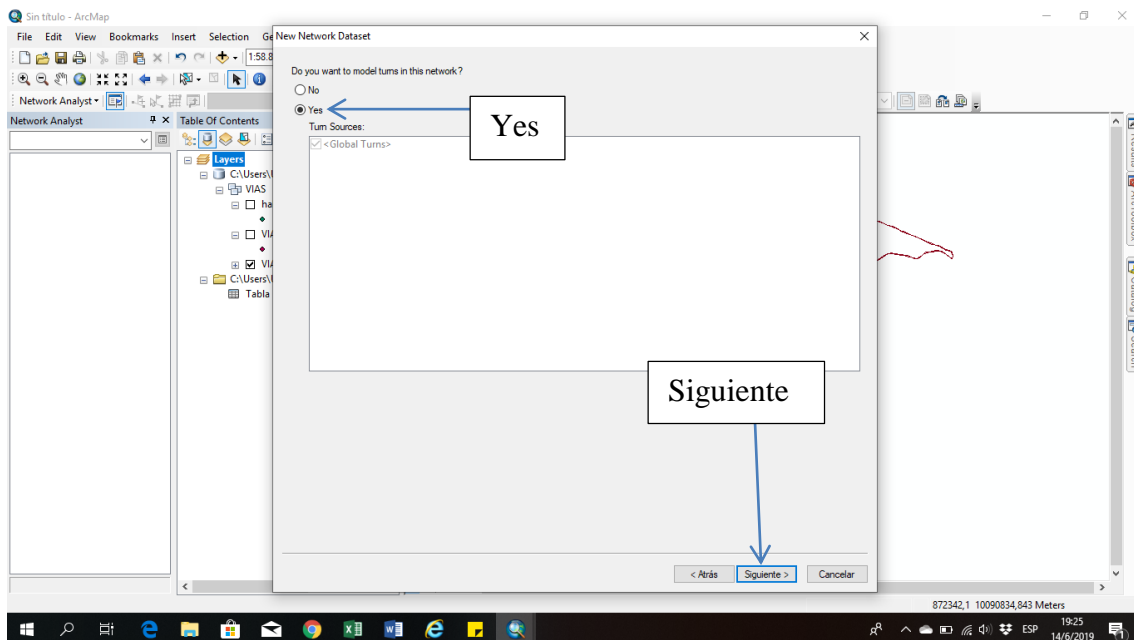 Sin título - ArcMap
File Edit View Bookmarks Insert Selection Ge
New Network Dataset
1:58.8
Do you want to model turns in this network?
No
Yes
Turn Sources:
<Global Turns>
Yes
Network Analyst
Network Analyst
Table Of Contents
Layers
C:\Users\
VIAS
ha
VIA
VIA
C:\Users\
Tabla
Siguiente
< Atrás
Siguiente >
Cancelar
872342,1 10090834,843 Meters
ESP
19:25
14/6/2019